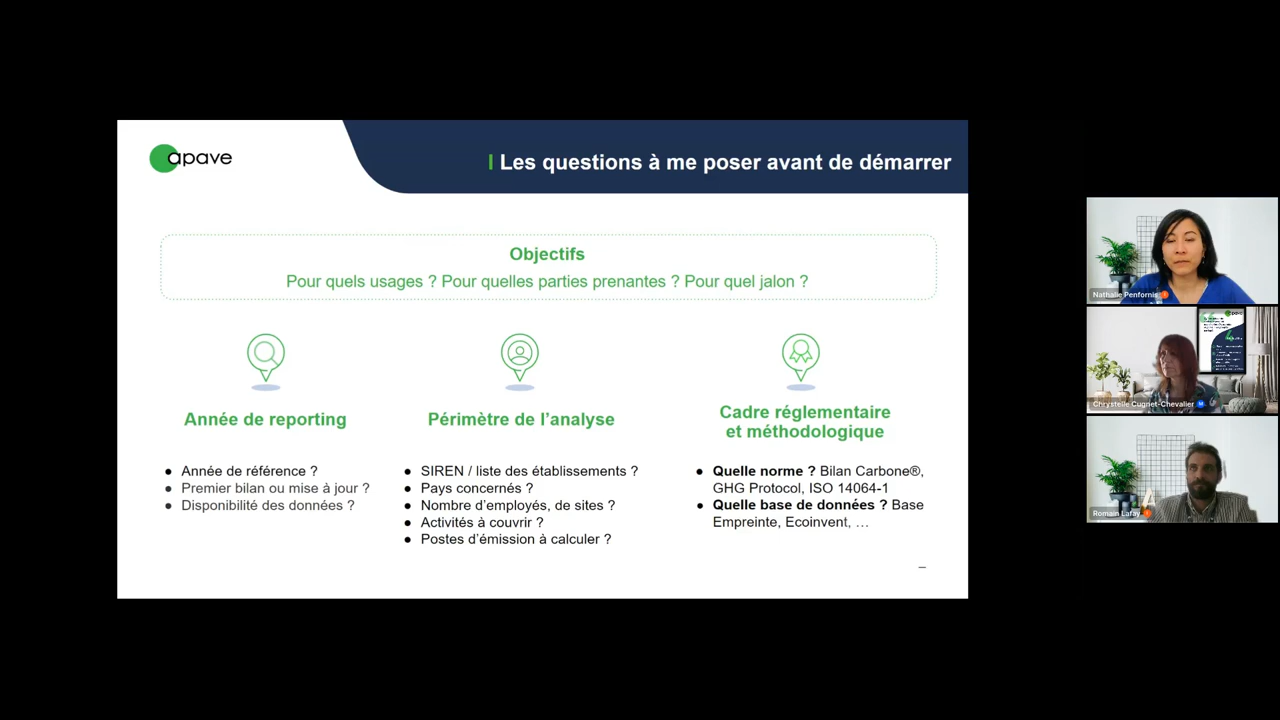 apave
I Les questions à me poser avant de démarrer
Objectifs
Pour quels usages ? Pour quelles parties prenantes ? Pour quel jalon ?
Année de reporting
● Année de référence ?
● Premier bilan ou mise à jour ?
● Disponibilité des données ?
Périmètre de l'analyse
● SIREN / liste des établissements ?
● Pays concernés ?
● Nombre d'employés, de sites ?
● Activités à couvrir ?
● Postes d'émission à calculer ?
Cadre réglementaire
et méthodologique
● Quelle norme ? Bilan Carbone®,
GHG Protocol, ISO 14064-1
● Quelle base de données ? Base
Empreinte, Ecoinvent, …
Nathalie Penfornis
apave
Chrystelle Cugnet-Chevalier
Romain Lafay